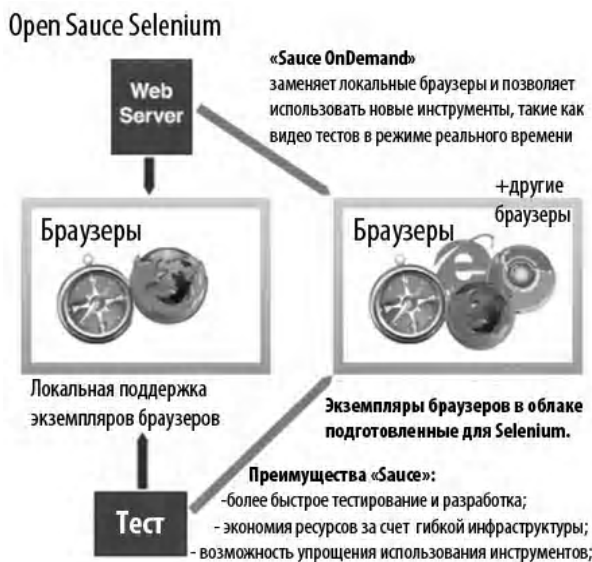 Open Sauce Selenium
Web
Server
«Sauce OnDemand»
заменяет локальные браузеры и позволяет
использовать новые инструменты, такие как
видео тестов в режиме реального времени
+другие
браузеры
Браузеры
Браузеры
Локальная поддержка
экземпляров браузеров
Экземпляры браузеров в облаке
подготовленные для Selenium.
Тест
Преимущества «Sauce»:
-более быстрое тестирование и разработка;
- экономия ресурсов за счет гибкой инфраструктуры;
- возможность упрощения использования инструментов;